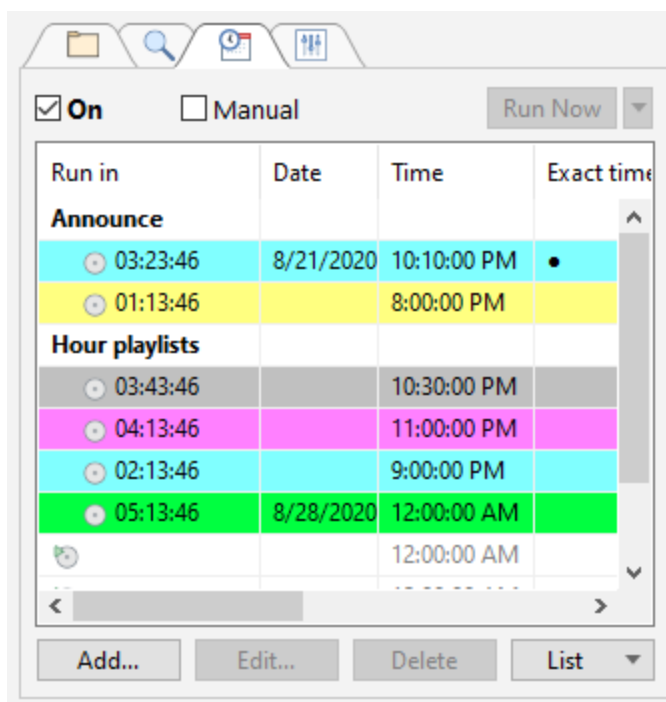 On Manual Run Now
Run in Date Time Exact time
Announce
03:23:46 8/21/2020 10:10:00 PM
01:13:46 8:00:00 PM
Hour playlists
03:43:46 10:30:00 PM
04:13:46 11:00:00 PM
02:13:46 9:00:00 PM
05:13:46 8/28/2020 12:00:00 AM
12:00:00 AM
Add... Edit... Delete List